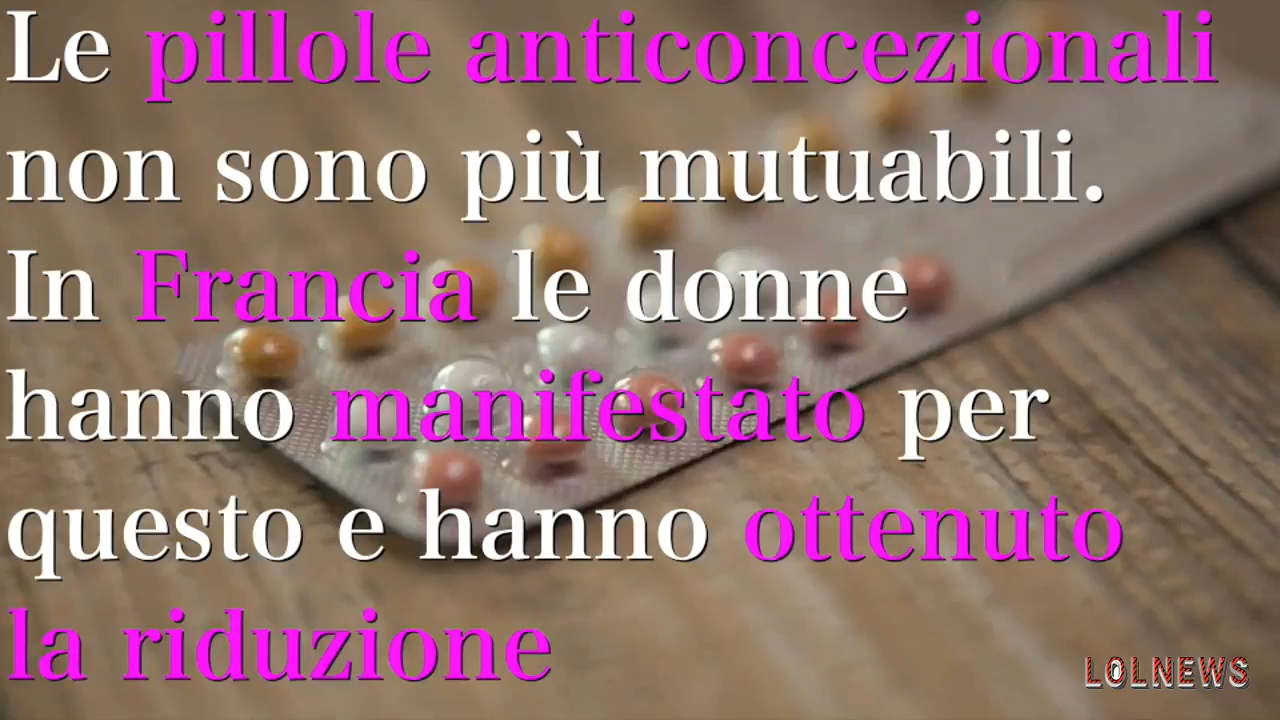 Le pillole anticoncezionali
non sono più mutuabili.
In Francia le donne
hanno manifestato per
questo e hanno ottenuto
la riduzione
LOLNEWS